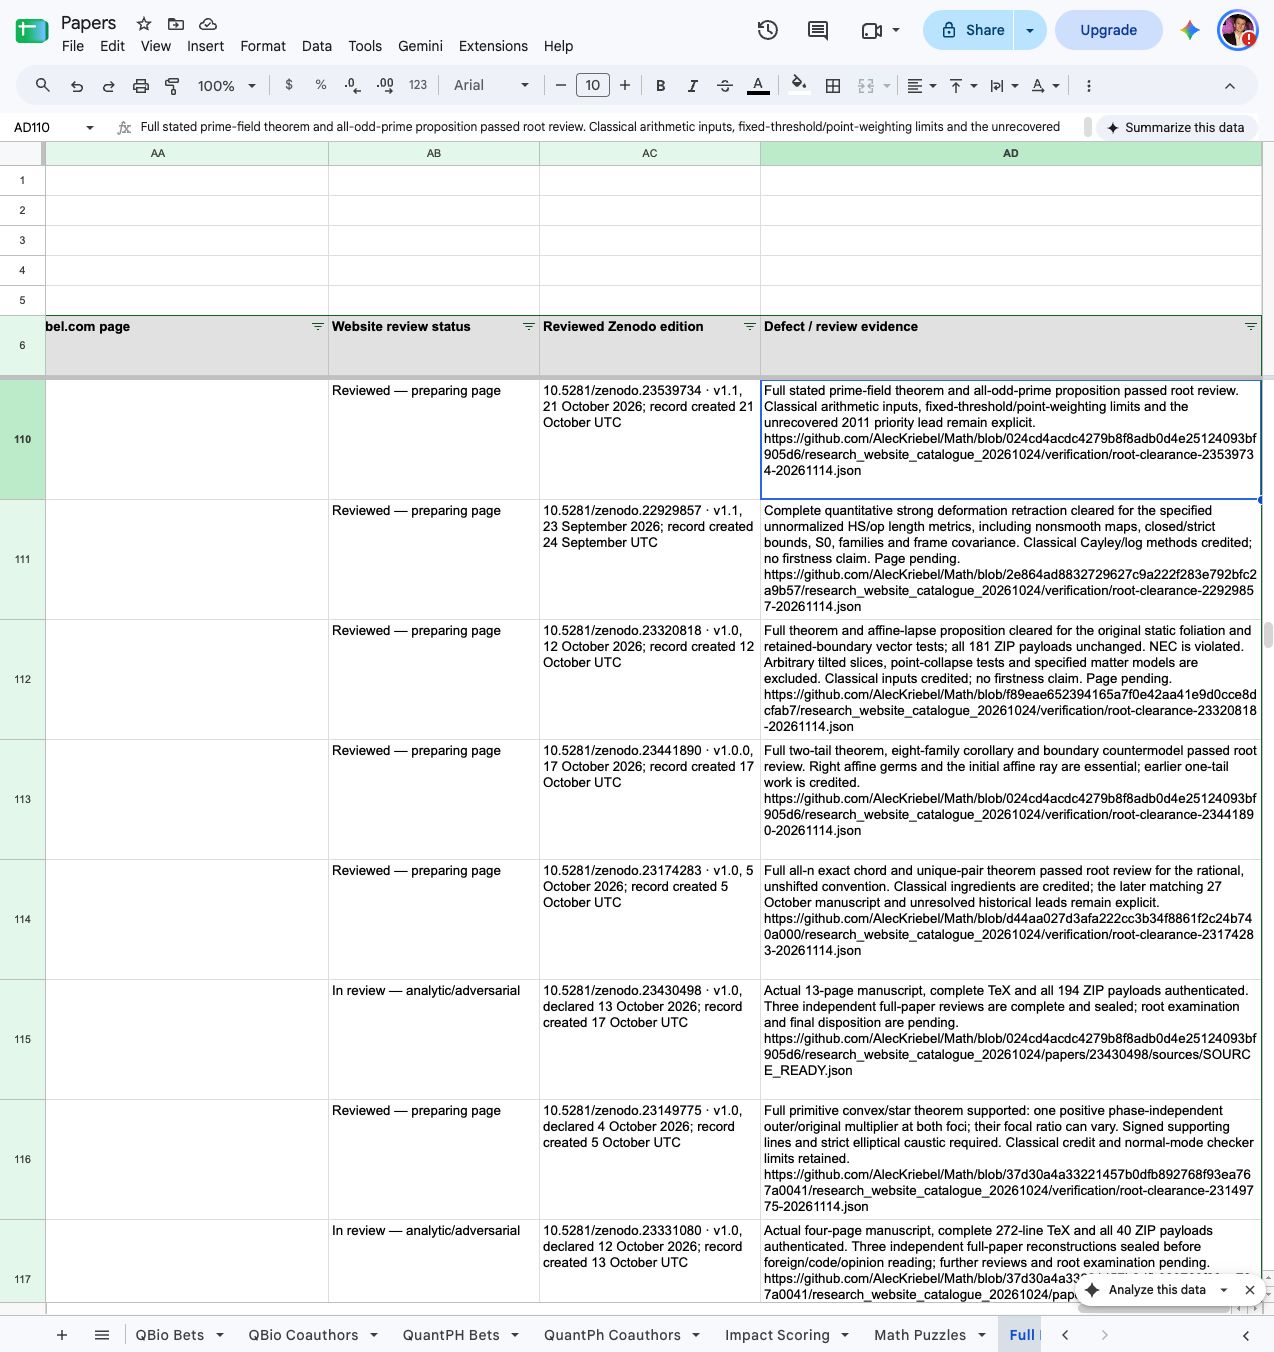 Papers
File Edit View Insert Format Data Tools Gemini Extensions Help
Share
Upgrade
100% $ % .0 .00 123 Arial 10 B I S A
AD110
fx Full stated prime-field theorem and all-odd-prime proposition passed root review. Classical arithmetic inputs, fixed-threshold/point-weighting limits and the unrecovered
Summarize this data
AA AB AC AD
1
2
3
4
5
6
bel.com page
Website review status
Reviewed Zenodo edition
Defect / review evidence
110
Reviewed — preparing page
10.5281/zenodo.23539734 · v1.1,
21 October 2026; record created 21
October UTC
Full stated prime-field theorem and all-odd-prime proposition passed root review.
Classical arithmetic inputs, fixed-threshold/point-weighting limits and the
unrecovered 2011 priority lead remain explicit.
https://github.com/AlecKriebel/Math/blob/024cd4acdc4279b8f8adb0d4e25124093bf
905d6/research_website_catalogue_20261024/verification/root-clearance-2353973
4-20261114.json
111
Reviewed — preparing page
10.5281/zenodo.22929857 · v1.1,
23 September 2026; record created
24 September UTC
Complete quantitative strong deformation retraction cleared for the specified
unnormalized HS/op length metrics, including nonsmooth maps, closed/strict
bounds, S0, families and frame covariance. Classical Cayley/log methods credited;
no firstness claim. Page pending.
https://github.com/AlecKriebel/Math/blob/2e864ad8832729627c9a222f283e792bfc2
a9b57/research_website_catalogue_20261024/verification/root-clearance-2292985
7-20261114.json
112
Reviewed — preparing page
10.5281/zenodo.23320818 · v1.0,
12 October 2026; record created 12
October UTC
Full theorem and affine-lapse proposition cleared for the original static foliation and
retained-boundary vector tests; all 181 ZIP payloads unchanged. NEC is violated.
Arbitrary tilted slices, point-collapse tests and specified matter models are
excluded. Classical inputs credited; no firstness claim. Page pending.
https://github.com/AlecKriebel/Math/blob/f89eae652394165a7f0e42aa41e9d0cce8d
cfab7/research_website_catalogue_20261024/verification/root-clearance-23320818
-20261114.json
113
Reviewed — preparing page
10.5281/zenodo.23441890 · v1.0.0,
17 October 2026; record created 17
October UTC
Full two-tail theorem, eight-family corollary and boundary countermodel passed root
review. Right affine germs and the initial affine ray are essential; earlier one-tail
work is credited.
https://github.com/AlecKriebel/Math/blob/024cd4acdc4279b8f8adb0d4e25124093bf
905d6/research_website_catalogue_20261024/verification/root-clearance-2344189
0-20261114.json
114
Reviewed — preparing page
10.5281/zenodo.23174283 · v1.0, 5
October 2026; record created 5
October UTC
Full all-n exact chord and unique-pair theorem passed root review for the rational,
unshifted convention. Classical ingredients are credited; the later matching 27
October manuscript and unresolved historical leads remain explicit.
https://github.com/AlecKriebel/Math/blob/d44aa027d3afa222cc3b34f8861f2c24b74
0a000/research_website_catalogue_20261024/verification/root-clearance-2317428
3-20261114.json
115
In review — analytic/adversarial
10.5281/zenodo.23430498 · v1.0,
declared 13 October 2026; record
created 17 October UTC
Actual 13-page manuscript, complete TeX and all 194 ZIP payloads authenticated.
Three independent full-paper reviews are complete and sealed; root examination
and final disposition are pending.
https://github.com/AlecKriebel/Math/blob/024cd4acdc4279b8f8adb0d4e25124093bf
905d6/research_website_catalogue_20261024/papers/23430498/sources/SOURC
E_READY.json
116
Reviewed — preparing page
10.5281/zenodo.23149775 · v1.0,
declared 4 October 2026; record
created 5 October UTC
Full primitive convex/star theorem supported: one positive phase-independent
outer/original multiplier at both foci; their focal ratio can vary. Signed supporting
lines and strict elliptical caustic required. Classical credit and normal-mode checker
limits retained.
https://github.com/AlecKriebel/Math/blob/37d30a4a33221457b0dfb892768f93ea76
7a0041/research_website_catalogue_20261024/verification/root-clearance-231497
75-20261114.json
117
In review — analytic/adversarial
10.5281/zenodo.23331080 · v1.0,
declared 12 October 2026; record
created 13 October UTC
Actual four-page manuscript, complete 272-line TeX and all 40 ZIP payloads
authenticated. Three independent full-paper reconstructions sealed before
foreign/code/opinion reading; further reviews and root examination pending.
https://github.com/AlecKriebel/Math/blob/37d30a4a33
7a0041/research_website_catalogue_20261024/pap
Analyze this data
QBio Bets QBio Coauthors QuantPH Bets QuantPh Coauthors Impact Scoring Math Puzzles Full